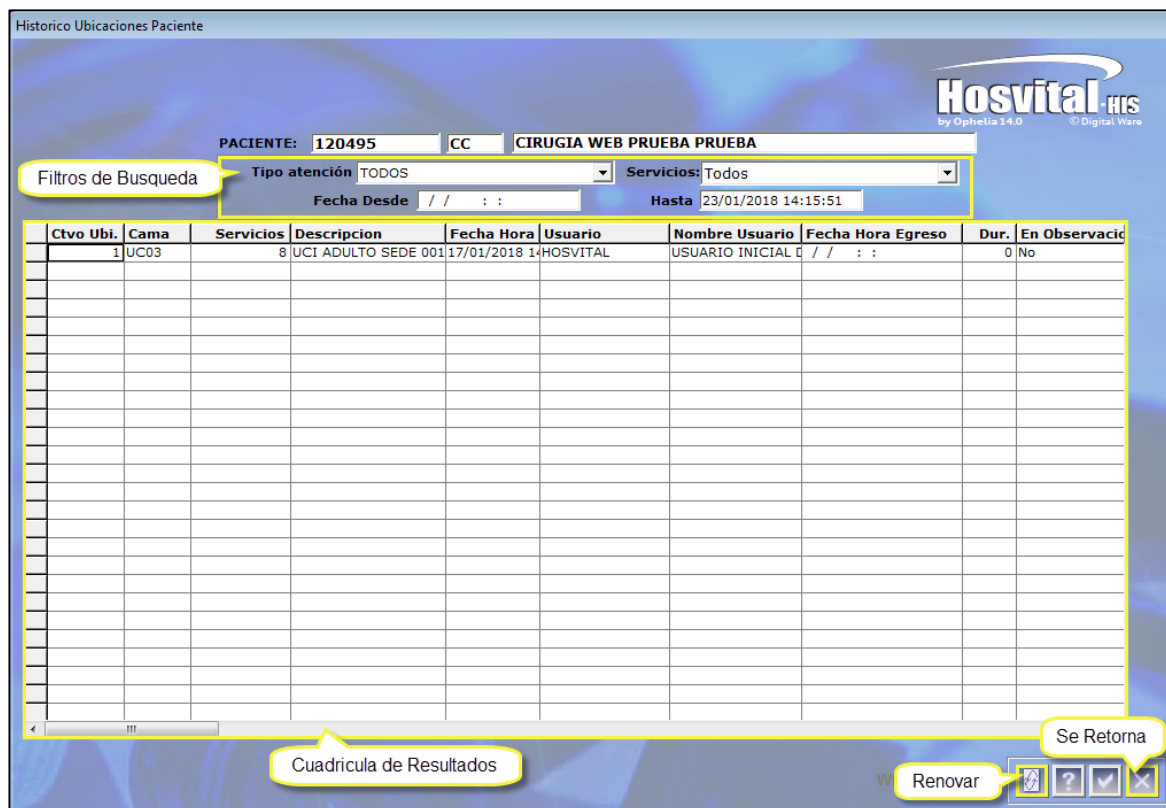 Historico Ubicaciones Paciente
Hosvital-HIS
by Ophelia 14.0 © Digital Ware
PACIENTE: 120495 CC CIRUGIA WEB PRUEBA PRUEBA
Filtros de Busqueda
Tipo atención TODOS Servicios: Todos
Fecha Desde / / : : Hasta 23/01/2018 14:15:51
Ctvo Ubi. Cama Servicios Descripcion Fecha Hora Usuario Nombre Usuario Fecha Hora Egreso Dur. En Observacio
1 UC03 8 UCI ADULTO SEDE 001 17/01/2018 14 HOSVITAL USUARIO INICIAL D / / : : 0 No
Cuadricula de Resultados
Se Retorna
Renovar
?